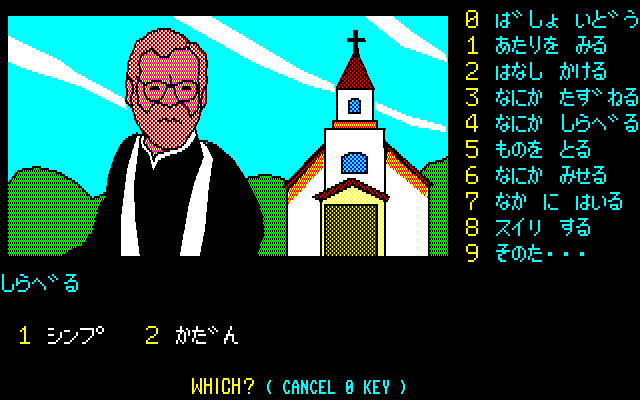 0 ばしょ いどう
1 あたりを みる
2 はなし かける
3 なにか たずねる
4 なにか しらべる
5 ものを とる
6 なにか みせる
7 なか に はいる
8 スイリ する
9 そのた・・・
しらべる
1 シンプ 2 かだん
WHICH? ( CANCEL 0 KEY )